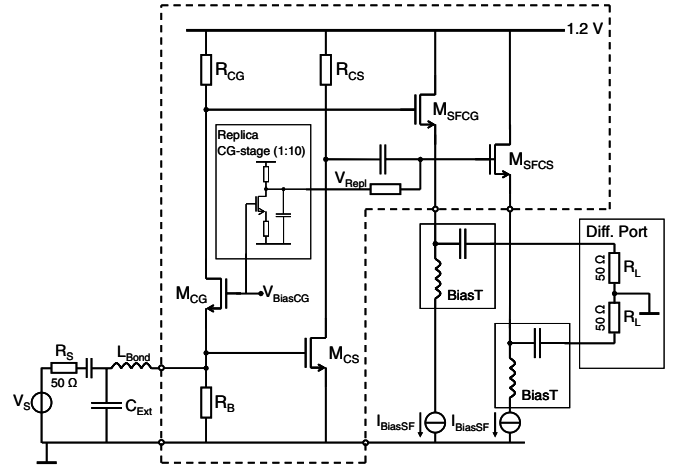 1.2 V
R_CG
R_CS
M_SFCG
Replica
CG-stage (1:10)
M_SFCS
V_Repl
Diff. Port
50 Ω
R_L
BiasT
M_CG
V_BiasCG
50 Ω
R_L
M_CS
R_S
50 Ω
L_Bond
BiasT
V_S
C_Ext
R_B
I_BiasSF
I_BiasSF